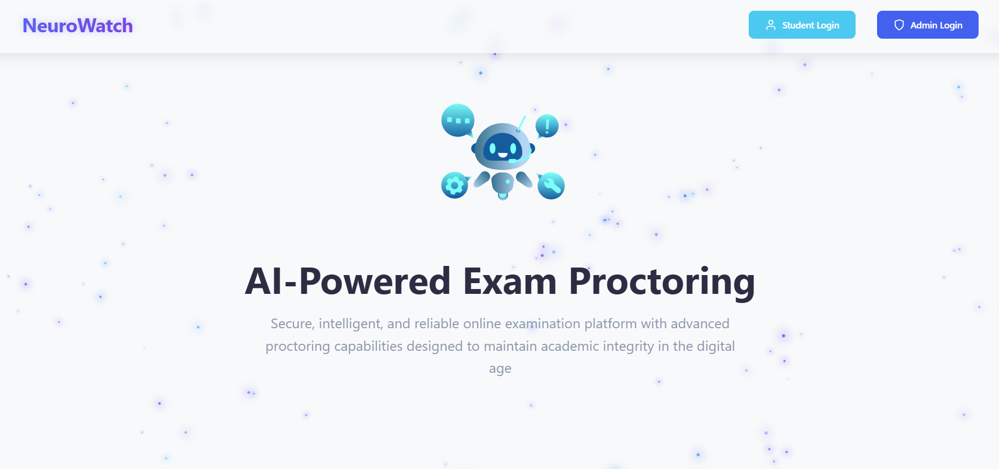 NeuroWatch
Student Login
Admin Login
AI-Powered Exam Proctoring
Secure, intelligent, and reliable online examination platform with advanced
proctoring capabilities designed to maintain academic integrity in the digital
age